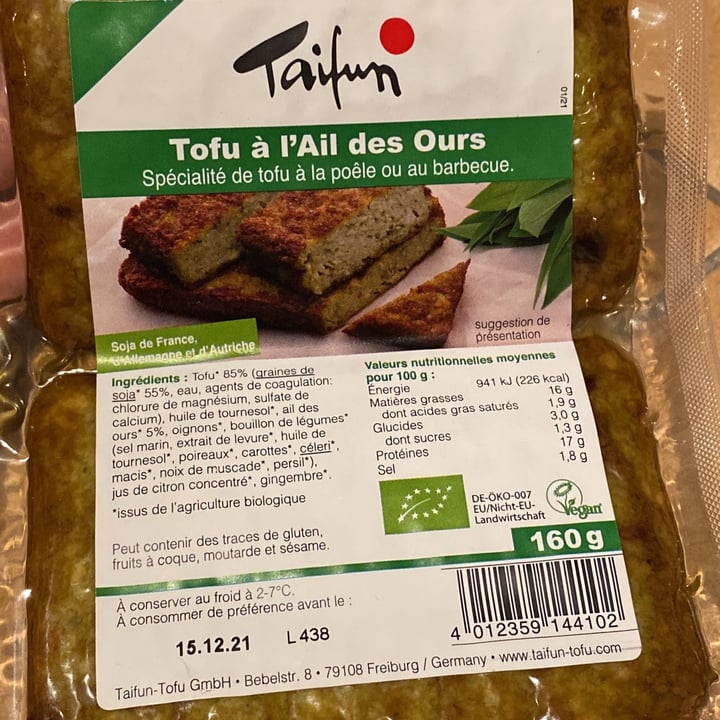 Taifun
01/21
Tofu à l'Ail des Ours
Spécialité de tofu à la poêle ou au barbecue.
suggestion de
présentation
Soja de France,
d'Allemagne et d'Autriche
Ingrédients : Tofu* 85% (graines de
soja* 55%, eau, agents de coagulation:
chlorure de magnésium, sulfate de
calcium), huile de tournesol*, ail des
ours* 5%, oignons*, bouillon de légumes*
(sel marin, extrait de levure*, huile de
tournesol*, poireaux*, carottes*, céleri*,
macis*, noix de muscade*, persil*),
jus de citron concentré*, gingembre*.
*issus de l'agriculture biologique
Peut contenir des traces de gluten,
fruits à coque, moutarde et sésame.
Valeurs nutritionnelles moyennes
pour 100 g :
Énergie 941 kJ (226 kcal)
Matières grasses 16 g
dont acides gras saturés 1,9 g
Glucides 3,0 g
dont sucres 1,3 g
Protéines 17 g
Sel 1,8 g
DE-ÖKO-007
EU/Nicht-EU-
Landwirtschaft
Vegan
160 g
À conserver au froid à 2-7°C.
À consommer de préférence avant le :
15.12.21 L 438
4 012359 144102
Taifun-Tofu GmbH • Bebelstr. 8 • 79108 Freiburg / Germany • www.taifun-tofu.com